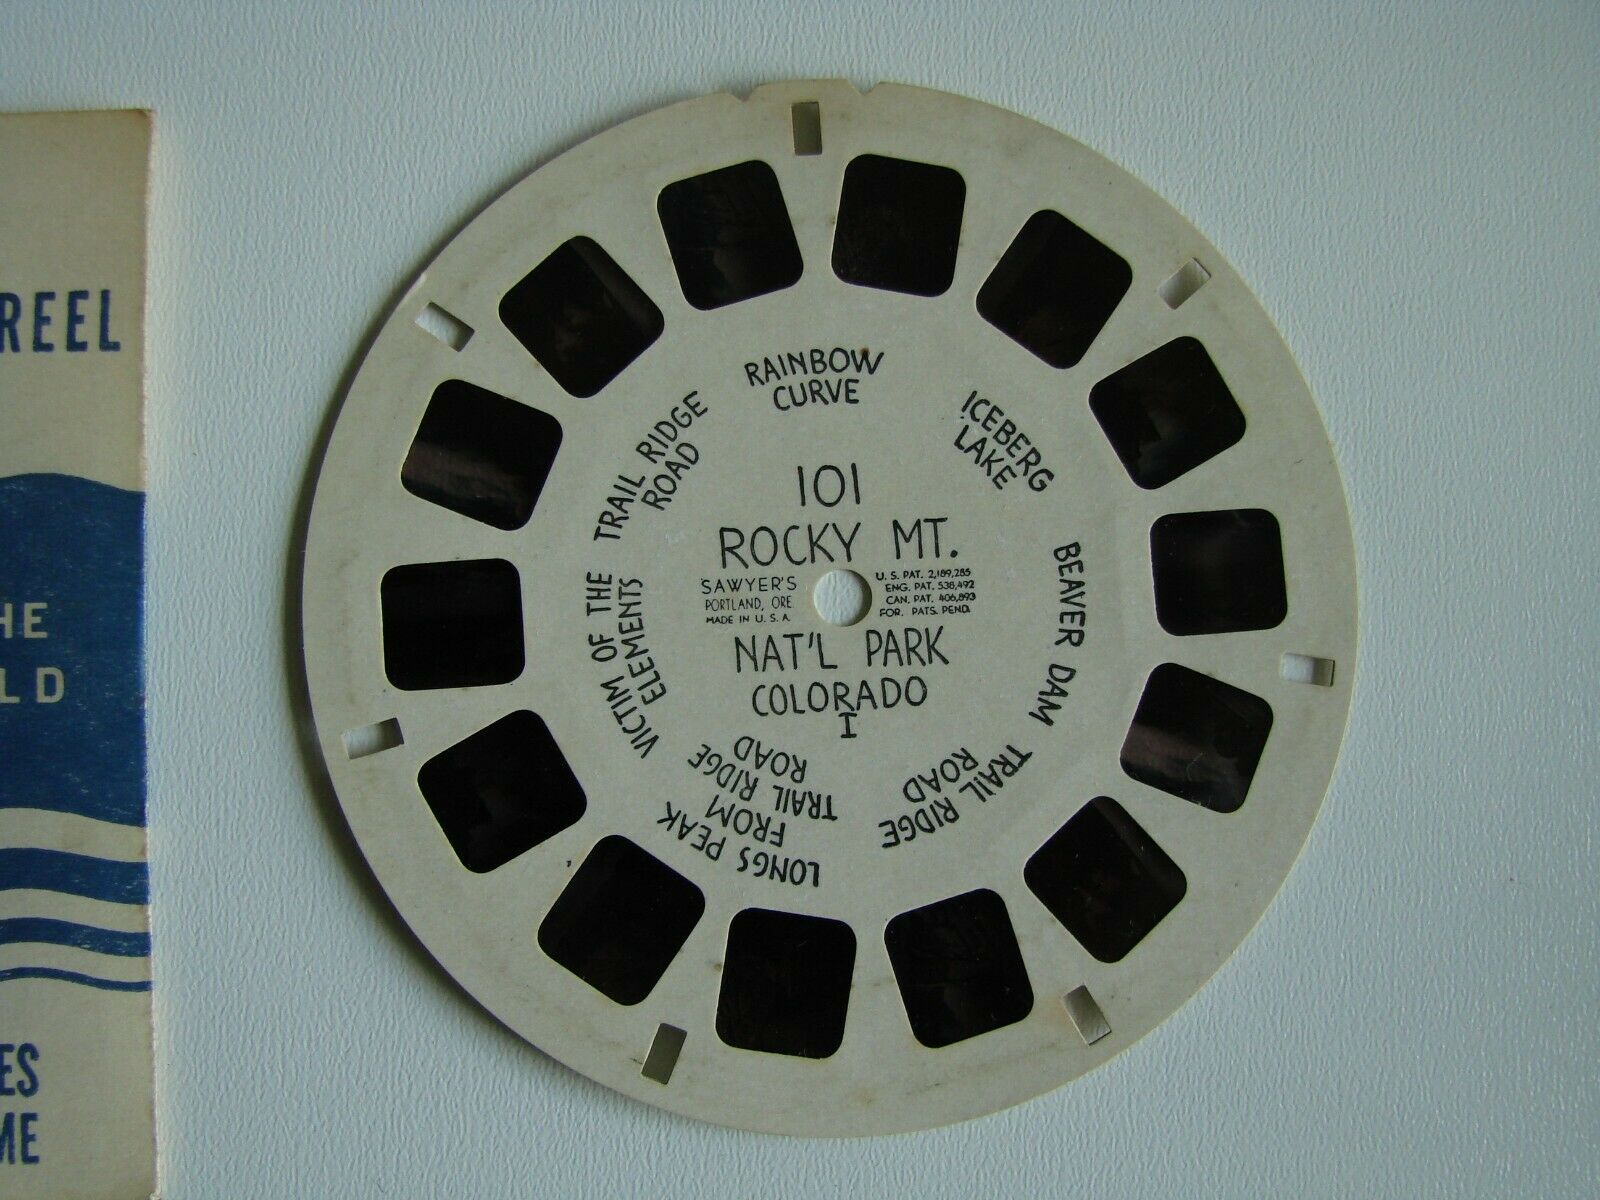 REEL
HE
LD
ES
ME
101
ROCKY MT.
SAWYER'S
PORTLAND, ORE.
MADE IN U.S.A.
U.S. PAT. 2,189,285
ENG. PAT. 538,492
CAN. PAT. 406,893
FOR. PATS. PEND.
NAT'L PARK
COLORADO
I
RAINBOW
CURVE
ICEBERG
LAKE
BEAVER DAM
TRAIL RIDGE
ROAD
LONGS PEAK
FROM
TRAIL RIDGE
ROAD
VICTIM OF THE
ELEMENTS
TRAIL RIDGE
ROAD